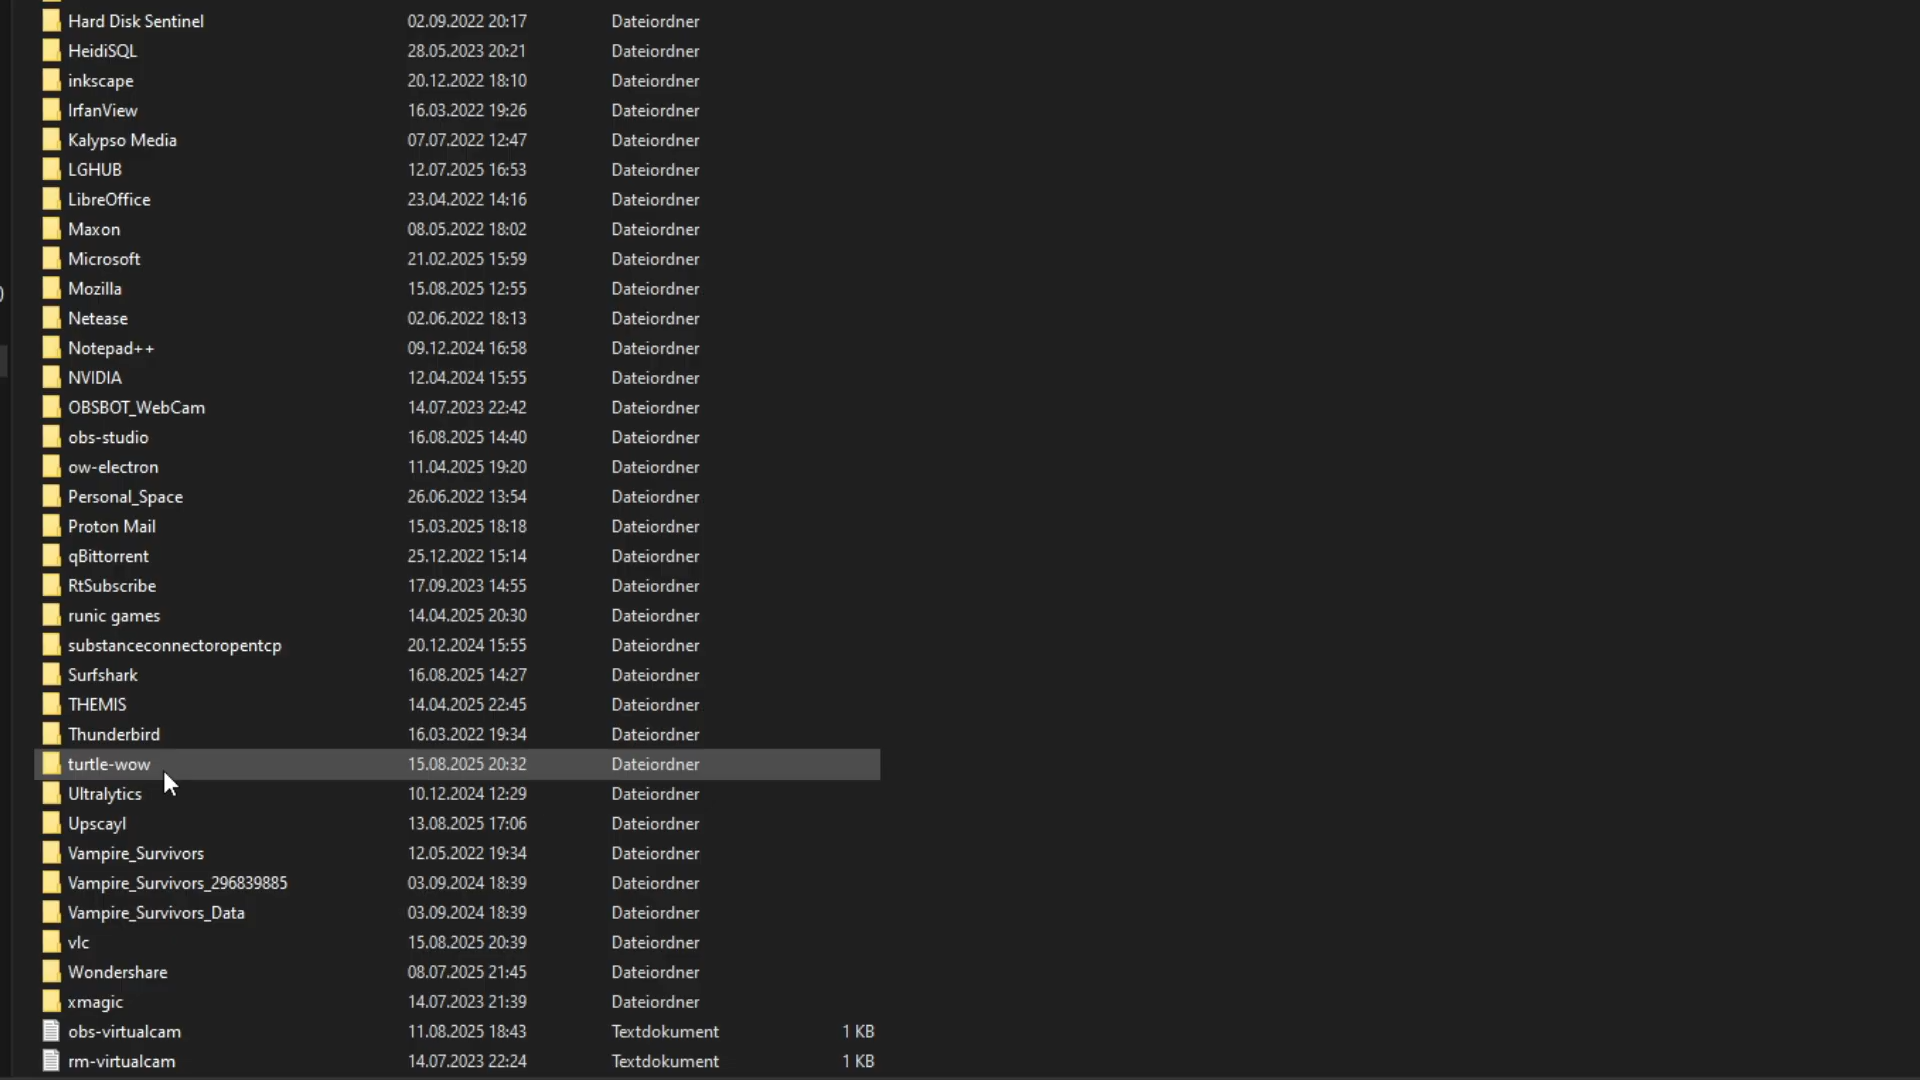 Hard Disk Sentinel 02.09.2022 20:17 Dateiordner
HeidiSQL 28.05.2023 20:21 Dateiordner
inkscape 20.12.2022 18:10 Dateiordner
IrfanView 16.03.2022 19:26 Dateiordner
Kalypso Media 07.07.2022 12:47 Dateiordner
LGHUB 12.07.2025 16:53 Dateiordner
LibreOffice 23.04.2022 14:16 Dateiordner
Maxon 08.05.2022 18:02 Dateiordner
Microsoft 21.02.2025 15:59 Dateiordner
Mozilla 15.08.2025 12:55 Dateiordner
Netease 02.06.2022 18:13 Dateiordner
Notepad++ 09.12.2024 16:58 Dateiordner
NVIDIA 12.04.2024 15:55 Dateiordner
OBSBOT_WebCam 14.07.2023 22:42 Dateiordner
obs-studio 16.08.2025 14:40 Dateiordner
ow-electron 11.04.2025 19:20 Dateiordner
Personal_Space 26.06.2022 13:54 Dateiordner
Proton Mail 15.03.2025 18:18 Dateiordner
qBittorrent 25.12.2022 15:14 Dateiordner
RtSubscribe 17.09.2023 14:55 Dateiordner
runic games 14.04.2025 20:30 Dateiordner
substanceconnectoropentcp 20.12.2024 15:55 Dateiordner
Surfshark 16.08.2025 14:27 Dateiordner
THEMIS 14.04.2025 22:45 Dateiordner
Thunderbird 16.03.2022 19:34 Dateiordner
turtle-wow 15.08.2025 20:32 Dateiordner
Ultralytics 10.12.2024 12:29 Dateiordner
Upscayl 13.08.2025 17:06 Dateiordner
Vampire_Survivors 12.05.2022 19:34 Dateiordner
Vampire_Survivors_296839885 03.09.2024 18:39 Dateiordner
Vampire_Survivors_Data 03.09.2024 18:39 Dateiordner
vlc 15.08.2025 20:39 Dateiordner
Wondershare 08.07.2025 21:45 Dateiordner
xmagic 14.07.2023 21:39 Dateiordner
obs-virtualcam 11.08.2025 18:43 Textdokument 1 KB
rm-virtualcam 14.07.2023 22:24 Textdokument 1 KB